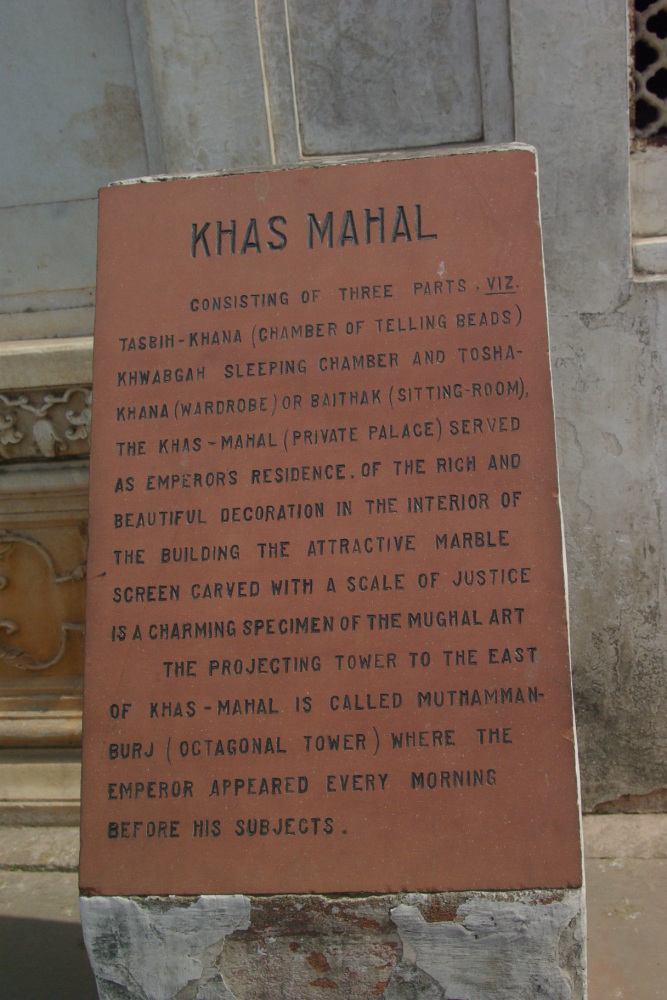 KHAS MAHAL
CONSISTING OF THREE PARTS, VIZ.
TASBIH-KHANA (CHAMBER OF TELLING BEADS)
KHWABGAH SLEEPING CHAMBER AND TOSHA-
KHANA (WARDROBE) OR BAITHAK (SITTING-ROOM),
THE KHAS-MAHAL (PRIVATE PALACE) SERVED
AS EMPEROR'S RESIDENCE. OF THE RICH AND
BEAUTIFUL DECORATION IN THE INTERIOR OF
THE BUILDING THE ATTRACTIVE MARBLE
SCREEN CARVED WITH A SCALE OF JUSTICE
IS A CHARMING SPECIMEN OF THE MUGHAL ART
THE PROJECTING TOWER TO THE EAST
OF KHAS-MAHAL IS CALLED MUTHAMMAN-
BURJ (OCTAGONAL TOWER) WHERE THE
EMPEROR APPEARED EVERY MORNING
BEFORE HIS SUBJECTS.